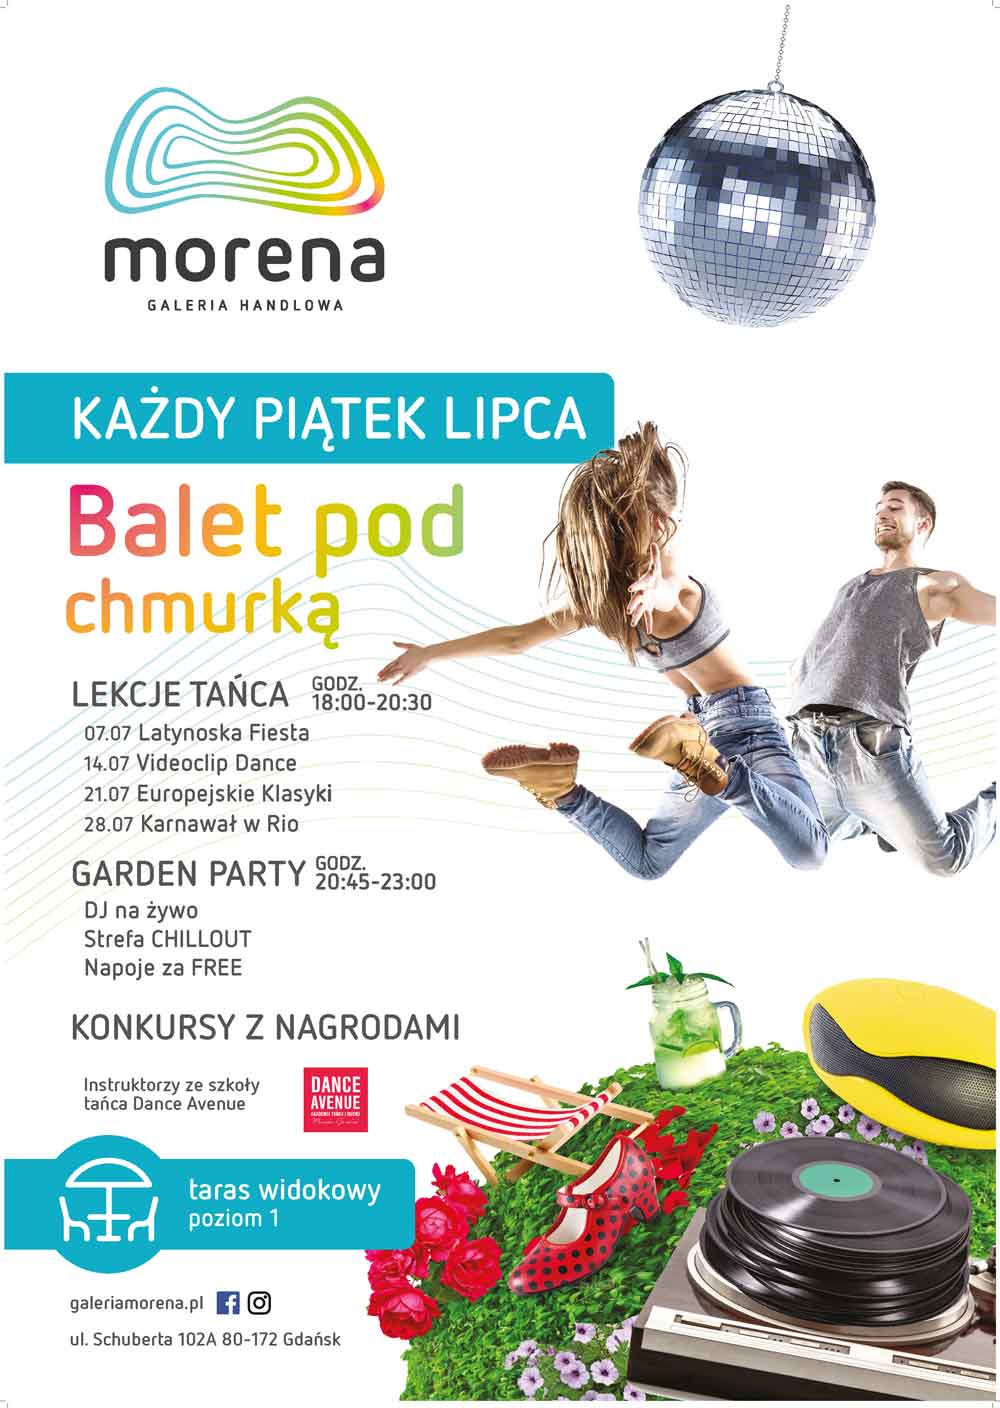 morena
GALERIA HANDLOWA
KAŻDY PIĄTEK LIPCA
Balet pod
chmurką
LEKCJE TAŃCA GODZ. 18:00-20:30
07.07 Latynoska Fiesta
14.07 Videoclip Dance
21.07 Europejskie Klasyki
28.07 Karnawał w Rio
GARDEN PARTY GODZ. 20:45-23:00
DJ na żywo
Strefa CHILLOUT
Napoje za FREE
KONKURSY Z NAGRODAMI
Instruktorzy ze szkoły
tańca Dance Avenue
DANCE
AVENUE
taras widokowy
poziom 1
galeriamorena.pl
ul. Schuberta 102A 80-172 Gdańsk